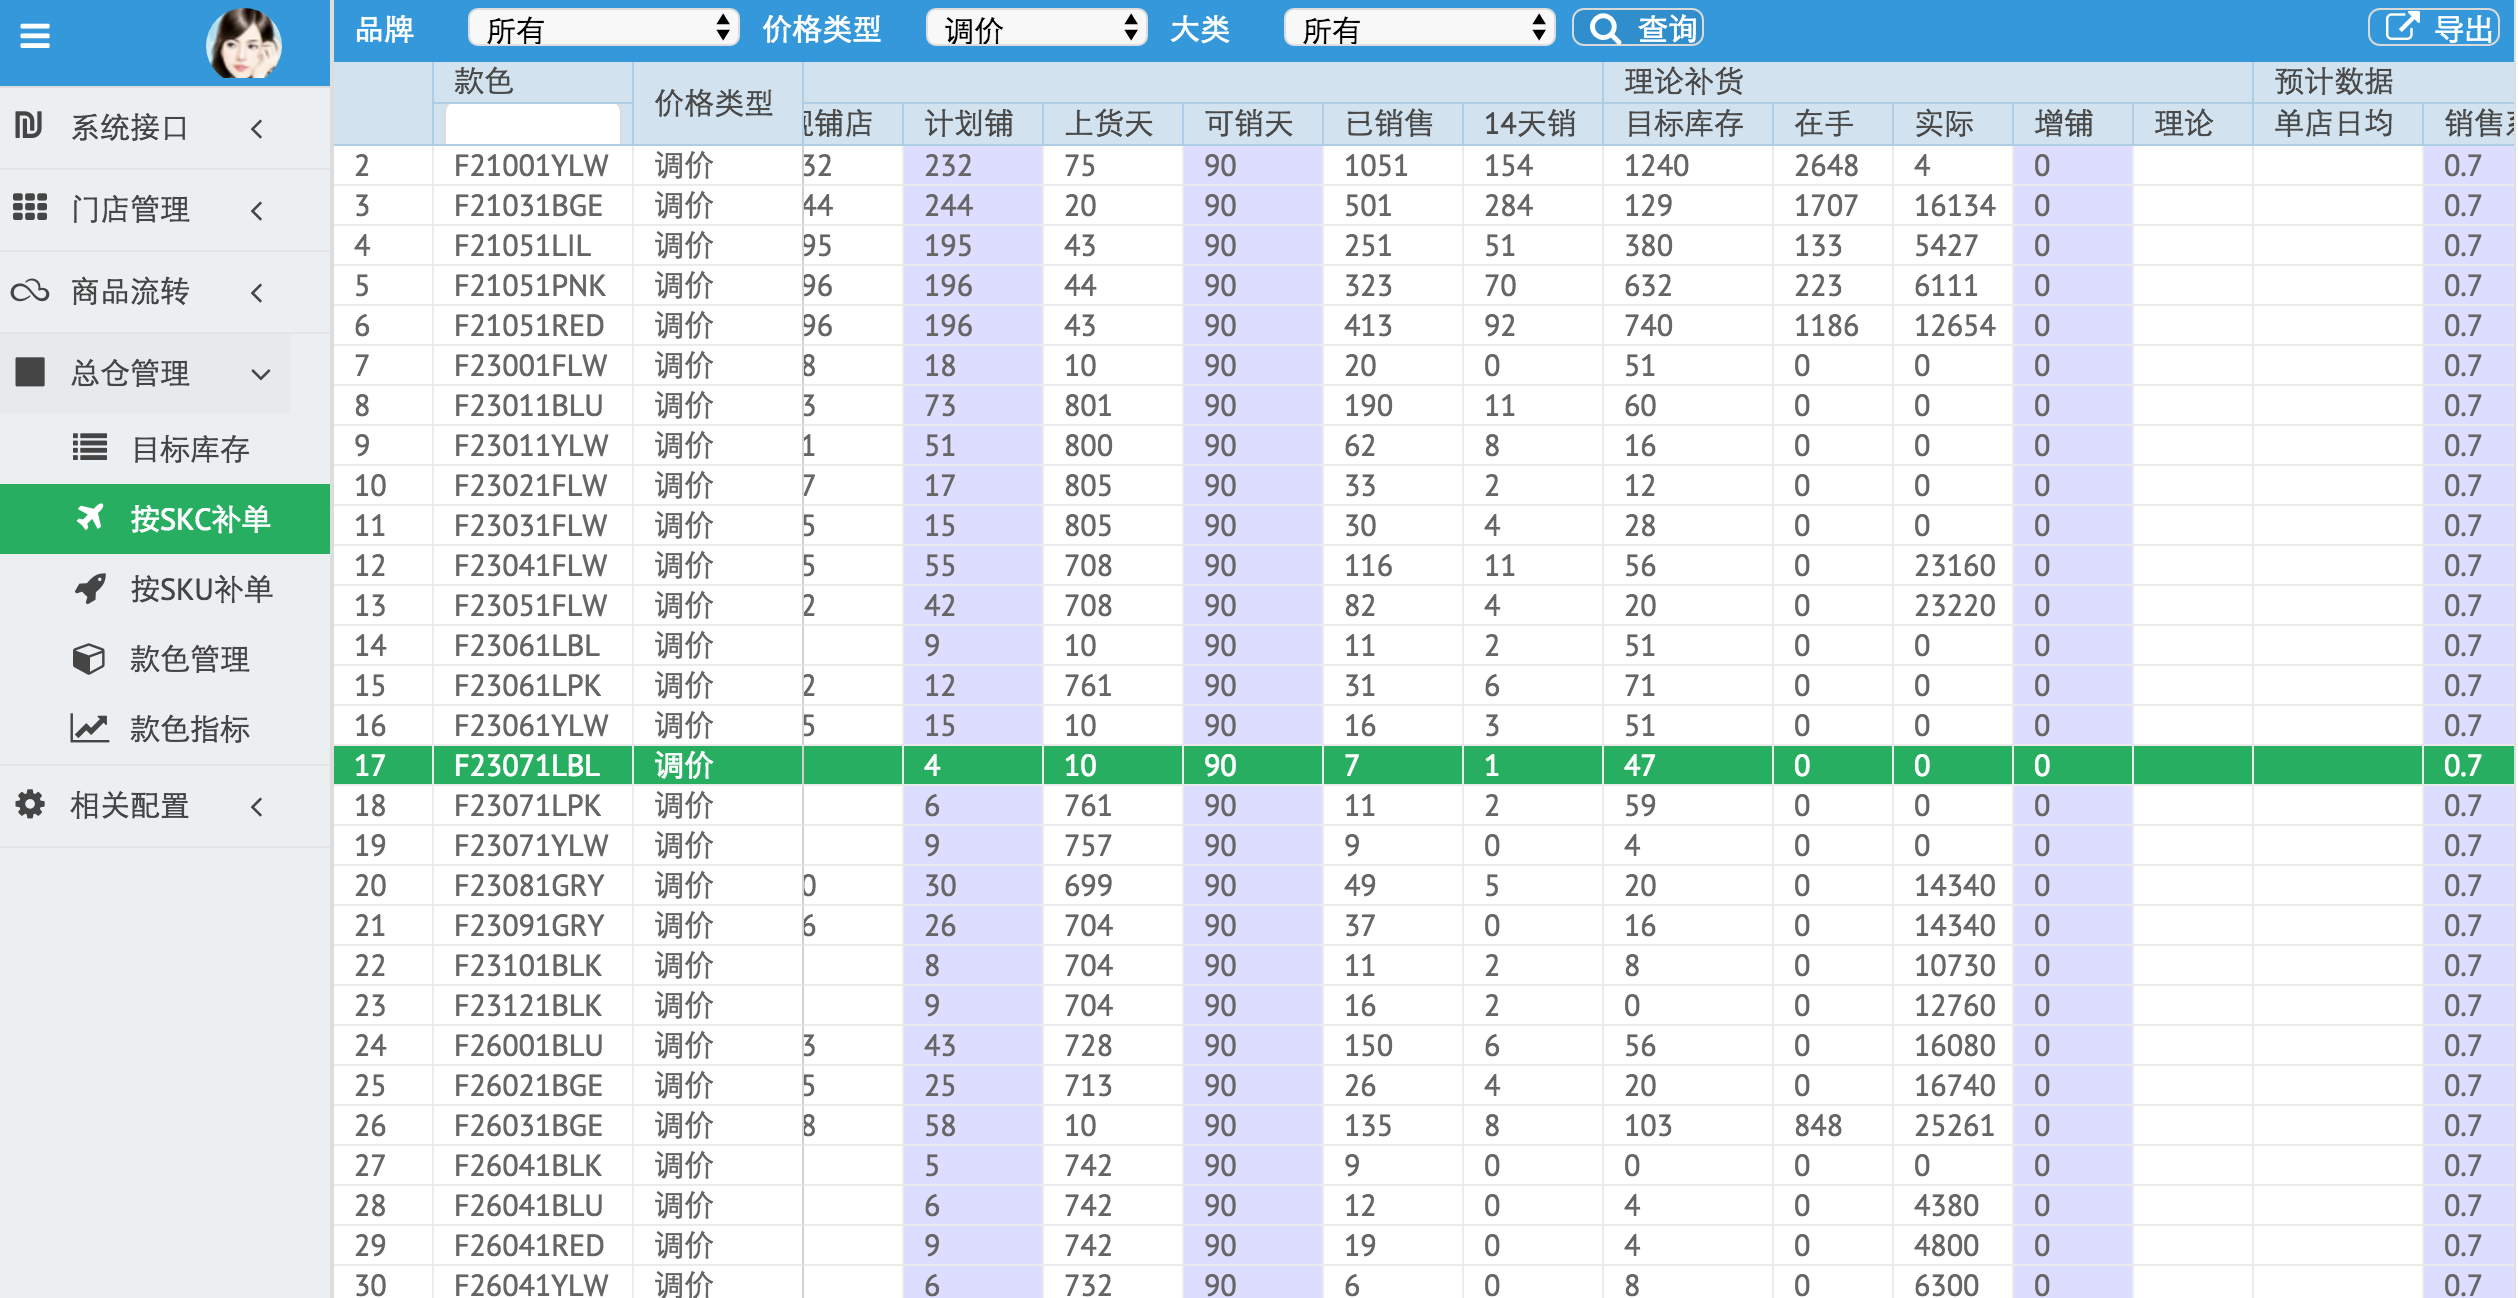 品牌 所有 价格类型 调价 大类 所有 查询 导出
系统接口
门店管理
商品流转
总仓管理
目标库存
按SKC补单
按SKU补单
款色管理
款色指标
相关配置
款色 价格类型 理论补货 预计数据
铺店 计划铺 上货天 可销天 已销售 14天销 目标库存 在手 实际 增铺 理论 单店日均 销售
2 F21001YLW 调价 32 232 75 90 1051 154 1240 2648 4 0 0.7
3 F21031BGE 调价 44 244 20 90 501 284 129 1707 16134 0 0.7
4 F21051LIL 调价 95 195 43 90 251 51 380 133 5427 0 0.7
5 F21051PNK 调价 96 196 44 90 323 70 632 223 6111 0 0.7
6 F21051RED 调价 96 196 43 90 413 92 740 1186 12654 0 0.7
7 F23001FLW 调价 8 18 10 90 20 0 51 0 0 0 0.7
8 F23011BLU 调价 3 73 801 90 190 11 60 0 0 0 0.7
9 F23011YLW 调价 1 51 800 90 62 8 16 0 0 0 0.7
10 F23021FLW 调价 7 17 805 90 33 2 12 0 0 0 0.7
11 F23031FLW 调价 5 15 805 90 30 4 28 0 0 0 0.7
12 F23041FLW 调价 5 55 708 90 116 11 56 0 23160 0 0.7
13 F23051FLW 调价 2 42 708 90 82 4 20 0 23220 0 0.7
14 F23061LBL 调价 9 10 90 11 2 51 0 0 0 0.7
15 F23061LPK 调价 2 12 761 90 31 6 71 0 0 0 0.7
16 F23061YLW 调价 5 15 10 90 16 3 51 0 0 0 0.7
17 F23071LBL 调价 4 10 90 7 1 47 0 0 0 0.7
18 F23071LPK 调价 6 761 90 11 2 59 0 0 0 0.7
19 F23071YLW 调价 9 757 90 9 0 4 0 0 0 0.7
20 F23081GRY 调价 0 30 699 90 49 5 20 0 14340 0 0.7
21 F23091GRY 调价 6 26 704 90 37 0 16 0 14340 0 0.7
22 F23101BLK 调价 8 704 90 11 2 8 0 10730 0 0.7
23 F23121BLK 调价 9 704 90 16 2 0 0 12760 0 0.7
24 F26001BLU 调价 3 43 728 90 150 6 56 0 16080 0 0.7
25 F26021BGE 调价 5 25 713 90 26 4 20 0 16740 0 0.7
26 F26031BGE 调价 8 58 10 90 135 8 103 848 25261 0 0.7
27 F26041BLK 调价 5 742 90 9 0 0 0 0 0 0.7
28 F26041BLU 调价 6 742 90 12 0 4 0 4380 0 0.7
29 F26041RED 调价 9 742 90 19 0 4 0 4800 0 0.7
30 F26041YLW 调价 6 732 90 6 0 8 0 6300 0 0.7